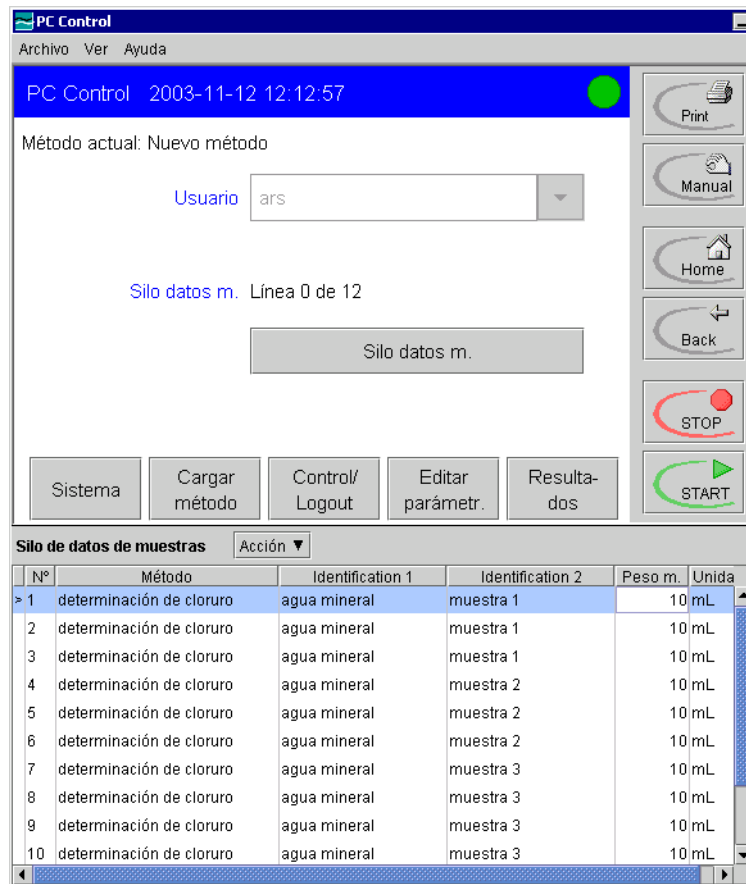 PC Control
Archivo Ver Ayuda
PC Control 2003-11-12 12:12:57
Print
Método actual: Nuevo método
Manual
Usuario ars
Home
Silo datos m. Línea 0 de 12
Back
Silo datos m.
STOP
Sistema
Cargar método
Control/ Logout
Editar parámetr.
Resulta- dos
START
Silo de datos de muestras Acción ▼
Nº Método Identification 1 Identification 2 Peso m. Unida
> 1 determinación de cloruro agua mineral muestra 1 10 mL
2 determinación de cloruro agua mineral muestra 1 10 mL
3 determinación de cloruro agua mineral muestra 1 10 mL
4 determinación de cloruro agua mineral muestra 2 10 mL
5 determinación de cloruro agua mineral muestra 2 10 mL
6 determinación de cloruro agua mineral muestra 2 10 mL
7 determinación de cloruro agua mineral muestra 3 10 mL
8 determinación de cloruro agua mineral muestra 3 10 mL
9 determinación de cloruro agua mineral muestra 3 10 mL
10 determinación de cloruro agua mineral muestra 3 10 mL